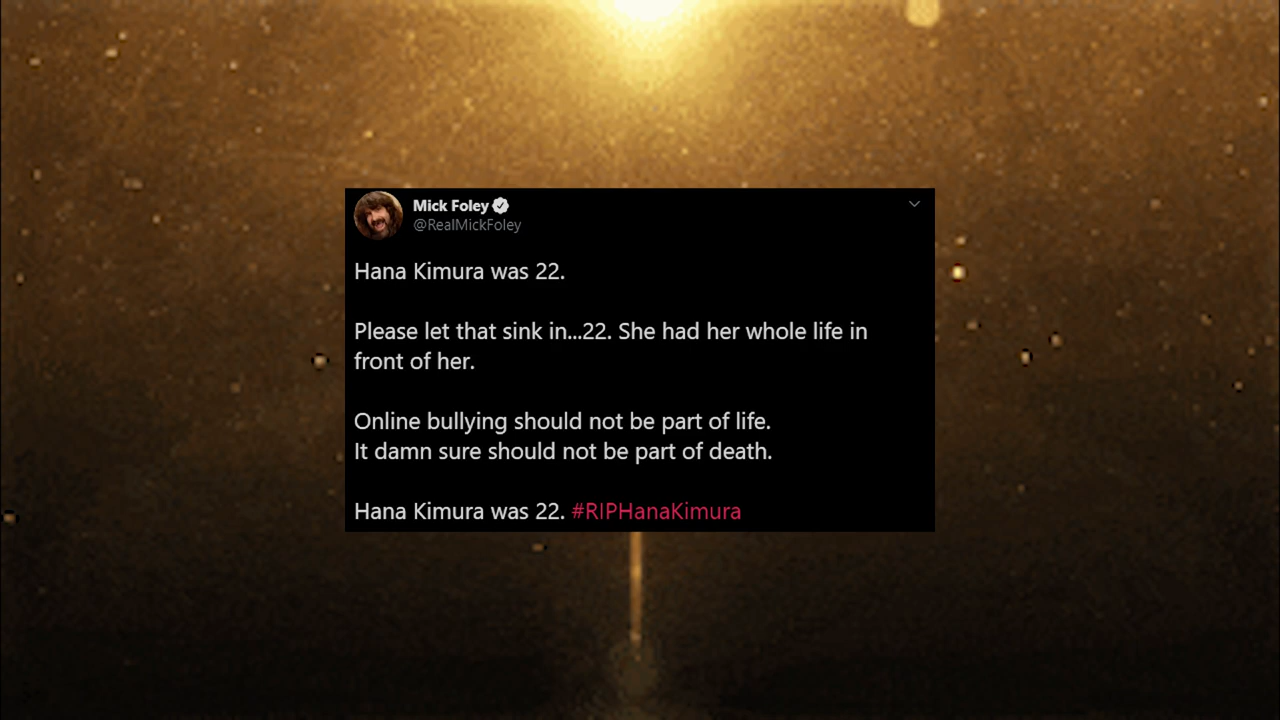 Mick Foley
@RealMickFoley
Hana Kimura was 22.
Please let that sink in...22. She had her whole life in
front of her.
Online bullying should not be part of life.
It damn sure should not be part of death.
Hana Kimura was 22. #RIPHanaKimura